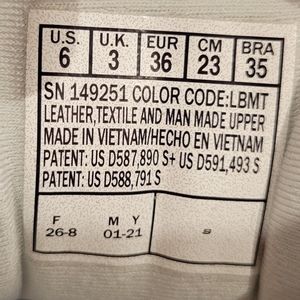 U.S. U.K. EUR CM BRA
6 3 36 23 35
SN 149251 COLOR CODE:LBMT
LEATHER,TEXTILE AND MAN MADE UPPER
MADE IN VIETNAM/HECHO EN VIETNAM
PATENT: US D587,890 S+ US D591,493 S
PATENT: US D588,791 S
F M Y
26-8 01-21